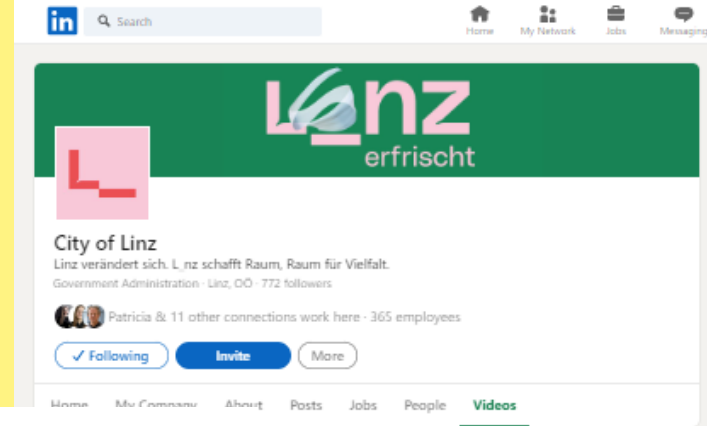 in Search
Home My Network Jobs Messaging
L_nz
erfrischt
L_
City of Linz
Linz verändert sich. L_nz schafft Raum, Raum für Vielfalt.
Government Administration · Linz, OÖ · 772 followers
Patricia & 11 other connections work here · 365 employees
✓ Following Invite More
Home My Company About Posts Jobs People Videos